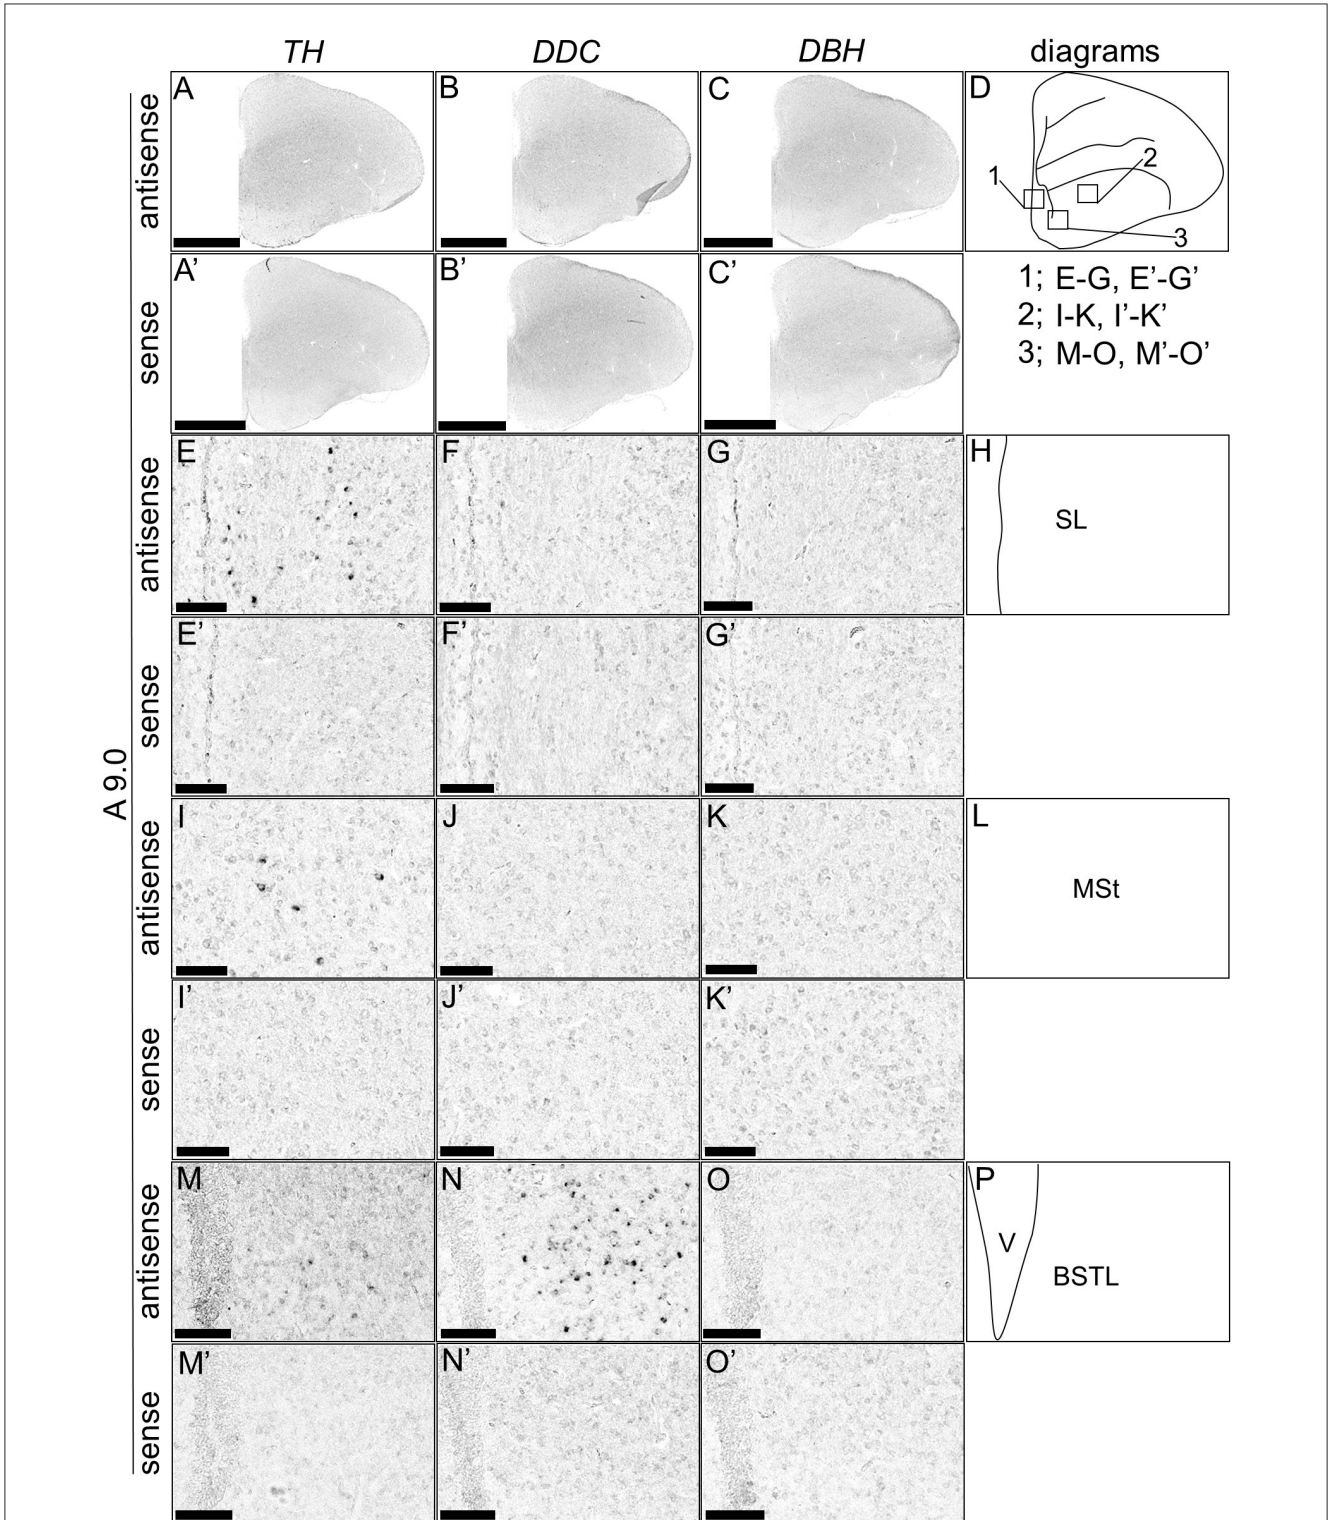 TH DDC DBH diagrams
A 9.0
antisense A B C D 1 2 3
sense A’ B’ C’
1; E-G, E’-G’
2; I-K, I’-K’
3; M-O, M’-O’
antisense E F G H SL
sense E’ F’ G’
antisense I J K L MSt
sense I’ J’ K’
antisense M N O P V BSTL
sense M’ N’ O’